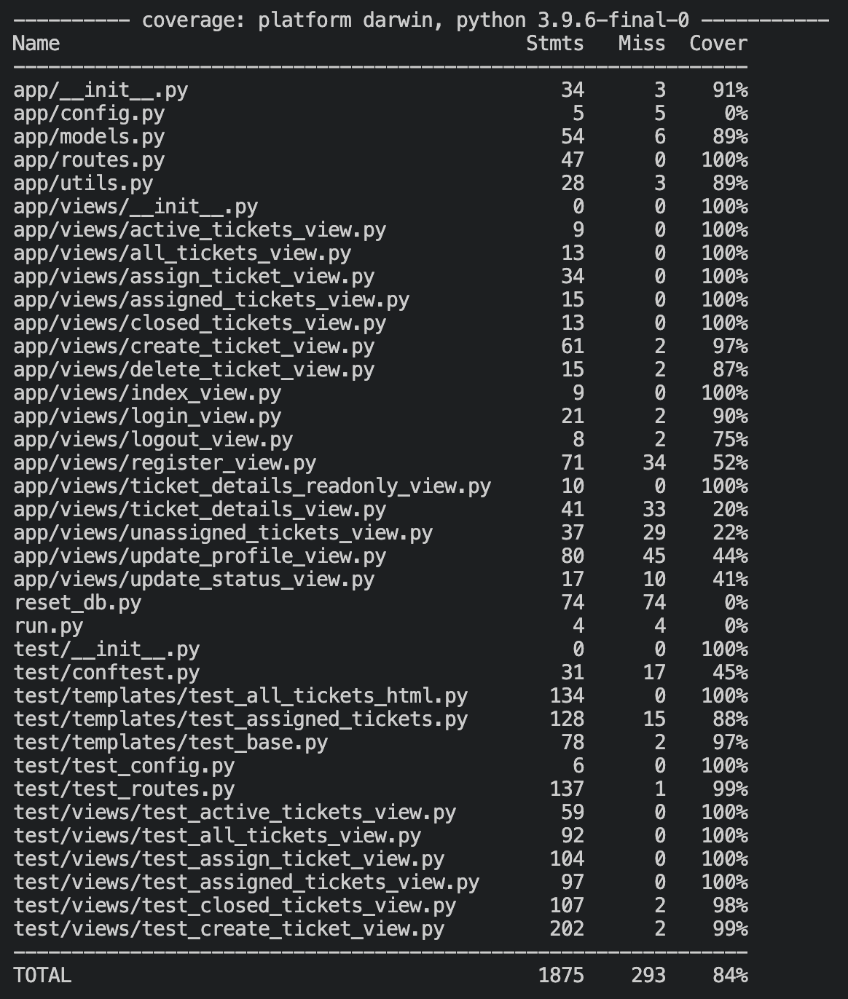 ---------- coverage: platform darwin, python 3.9.6-final-0 -----------
Name                                        Stmts   Miss  Cover
---------------------------------------------------------------
app/__init__.py                                34      3    91%
app/config.py                                   5      5     0%
app/models.py                                  54      6    89%
app/routes.py                                  47      0   100%
app/utils.py                                   28      3    89%
app/views/__init__.py                           0      0   100%
app/views/active_tickets_view.py                9      0   100%
app/views/all_tickets_view.py                  13      0   100%
app/views/assign_ticket_view.py                34      0   100%
app/views/assigned_tickets_view.py             15      0   100%
app/views/closed_tickets_view.py               13      0   100%
app/views/create_ticket_view.py                61      2    97%
app/views/delete_ticket_view.py                15      2    87%
app/views/index_view.py                         9      0   100%
app/views/login_view.py                        21      2    90%
app/views/logout_view.py                        8      2    75%
app/views/register_view.py                     71     34    52%
app/views/ticket_details_readonly_view.py      10      0   100%
app/views/ticket_details_view.py               41     33    20%
app/views/unassigned_tickets_view.py           37     29    22%
app/views/update_profile_view.py               80     45    44%
app/views/update_status_view.py                17     10    41%
reset_db.py                                    74     74     0%
run.py                                          4      4     0%
test/__init__.py                                0      0   100%
test/conftest.py                               31     17    45%
test/templates/test_all_tickets_html.py       134      0   100%
test/templates/test_assigned_tickets.py       128     15    88%
test/templates/test_base.py                    78      2    97%
test/test_config.py                             6      0   100%
test/test_routes.py                           137      1    99%
test/views/test_active_tickets_view.py         59      0   100%
test/views/test_all_tickets_view.py            92      0   100%
test/views/test_assign_ticket_view.py         104      0   100%
test/views/test_assigned_tickets_view.py       97      0   100%
test/views/test_closed_tickets_view.py        107      2    98%
test/views/test_create_ticket_view.py         202      2    99%
---------------------------------------------------------------
TOTAL                                        1875    293    84%